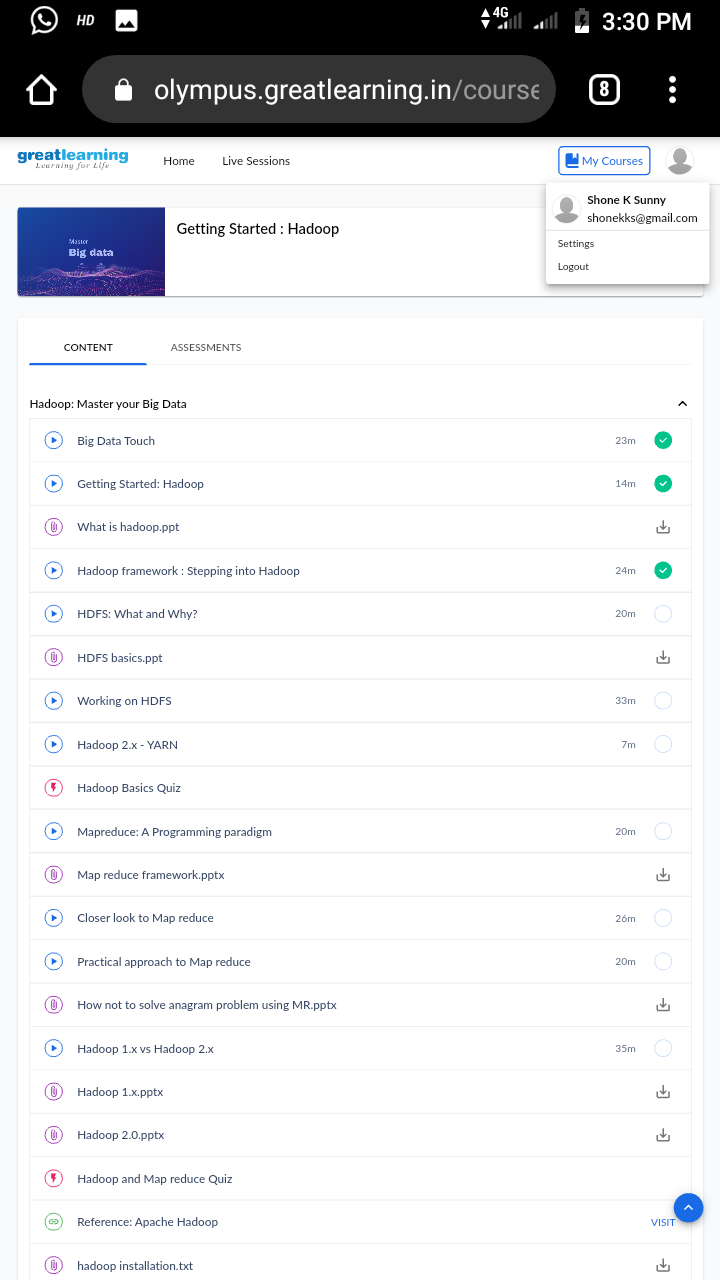 HD
4G
3:30 PM
olympus.greatlearning.in/course
8
greatlearning
Learning for Life
Home
Live Sessions
My Courses
Shone K Sunny
shonekks@gmail.com
Settings
Logout
Master
Big data
Getting Started : Hadoop
CONTENT
ASSESSMENTS
Hadoop: Master your Big Data
Big Data Touch 23m
Getting Started: Hadoop 14m
What is hadoop.ppt
Hadoop framework : Stepping into Hadoop 24m
HDFS: What and Why? 20m
HDFS basics.ppt
Working on HDFS 33m
Hadoop 2.x - YARN 7m
Hadoop Basics Quiz
Mapreduce: A Programming paradigm 20m
Map reduce framework.pptx
Closer look to Map reduce 26m
Practical approach to Map reduce 20m
How not to solve anagram problem using MR.pptx
Hadoop 1.x vs Hadoop 2.x 35m
Hadoop 1.x.pptx
Hadoop 2.0.pptx
Hadoop and Map reduce Quiz
Reference: Apache Hadoop VISIT
hadoop installation.txt